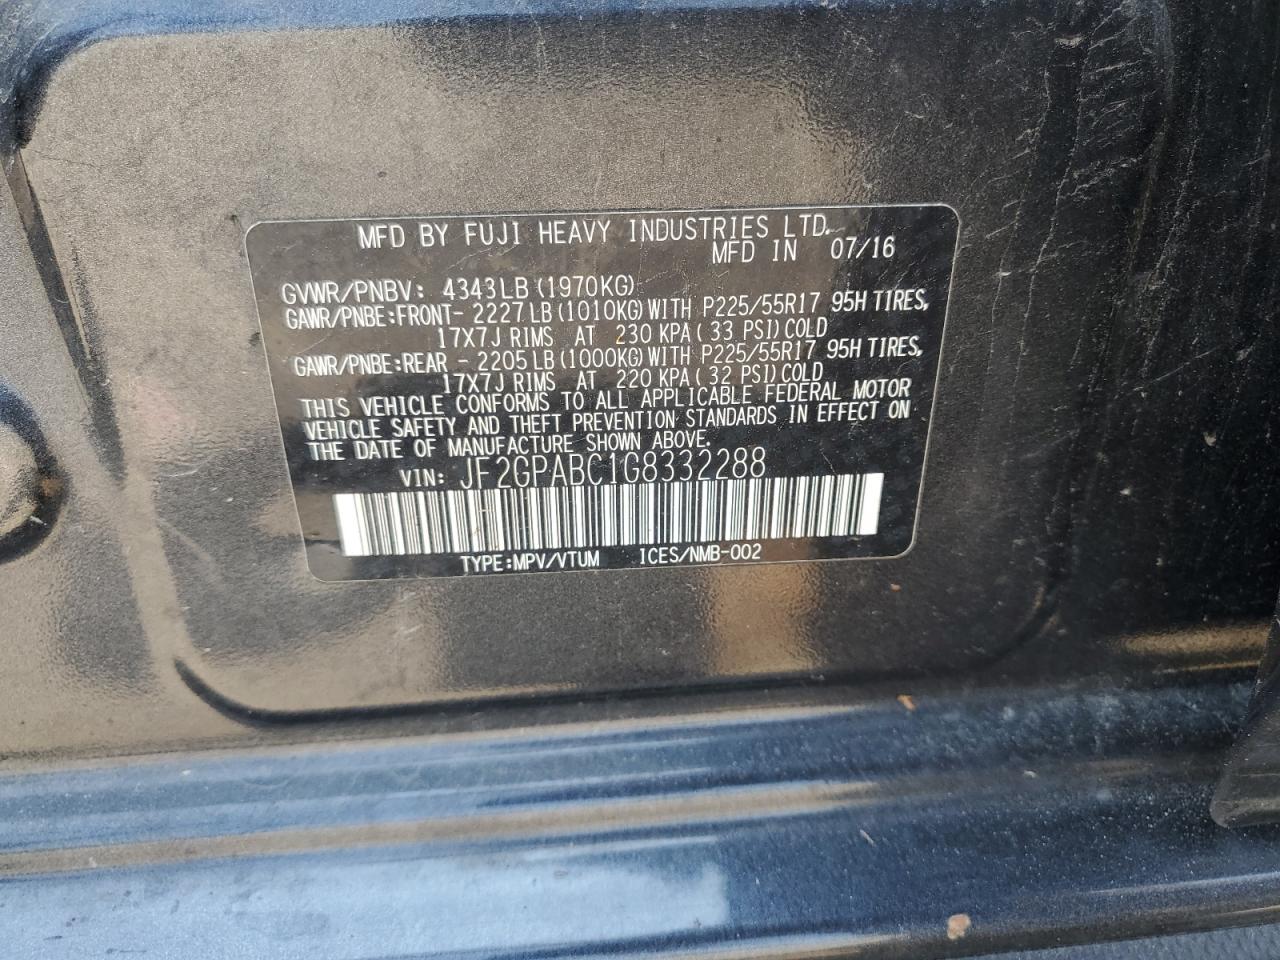 MFD BY FUJI HEAVY INDUSTRIES LTD.
MFD IN 07/16
GVWR/PNBV: 4343LB (1970KG)
GAWR/PNBE:FRONT- 2227LB (1010KG) WITH P225/55R17 95H TIRES,
17X7J RIMS AT 230 KPA ( 33 PSI) COLD
GAWR/PNBE:REAR - 2205LB (1000KG) WITH P225/55R17 95H TIRES,
17X7J RIMS AT 220 KPA ( 32 PSI) COLD
THIS VEHICLE CONFORMS TO ALL APPLICABLE FEDERAL MOTOR
VEHICLE SAFETY AND THEFT PREVENTION STANDARDS IN EFFECT ON
THE DATE OF MANUFACTURE SHOWN ABOVE.
VIN: JF2GPABC1G8332288
TYPE:MPV/VTUM ICES/NMB-002